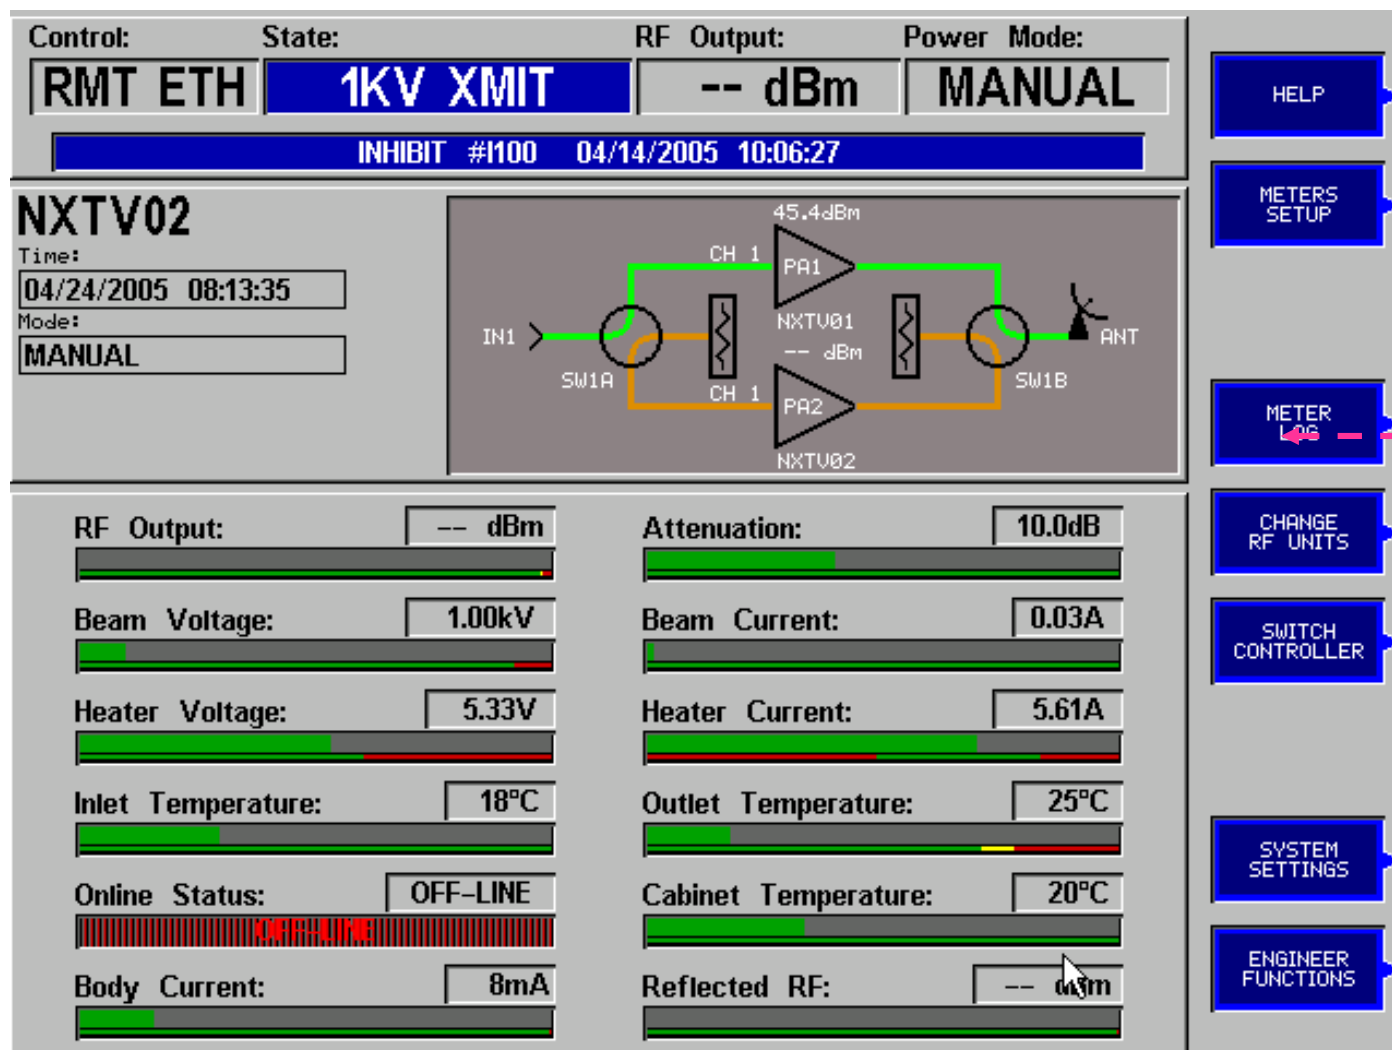 Control: State: RF Output: Power Mode:
RMT ETH 1KV XMIT -- dBm MANUAL
INHIBIT #I100 04/14/2005 10:06:27
NXTV02
Time:
04/24/2005 08:13:35
Mode:
MANUAL
45.4dBm
CH 1
PA1
IN1
NXTV01
ANT
-- dBm
SW1A
SW1B
CH 1
PA2
NXTV02
RF Output: -- dBm
Attenuation: 10.0dB
Beam Voltage: 1.00kV
Beam Current: 0.03A
Heater Voltage: 5.33V
Heater Current: 5.61A
Inlet Temperature: 18°C
Outlet Temperature: 25°C
Online Status: OFF-LINE
OFF-LINE
Cabinet Temperature: 20°C
Body Current: 8mA
Reflected RF: -- dBm
HELP
METERS
SETUP
METER
LOG
CHANGE
RF UNITS
SWITCH
CONTROLLER
SYSTEM
SETTINGS
ENGINEER
FUNCTIONS